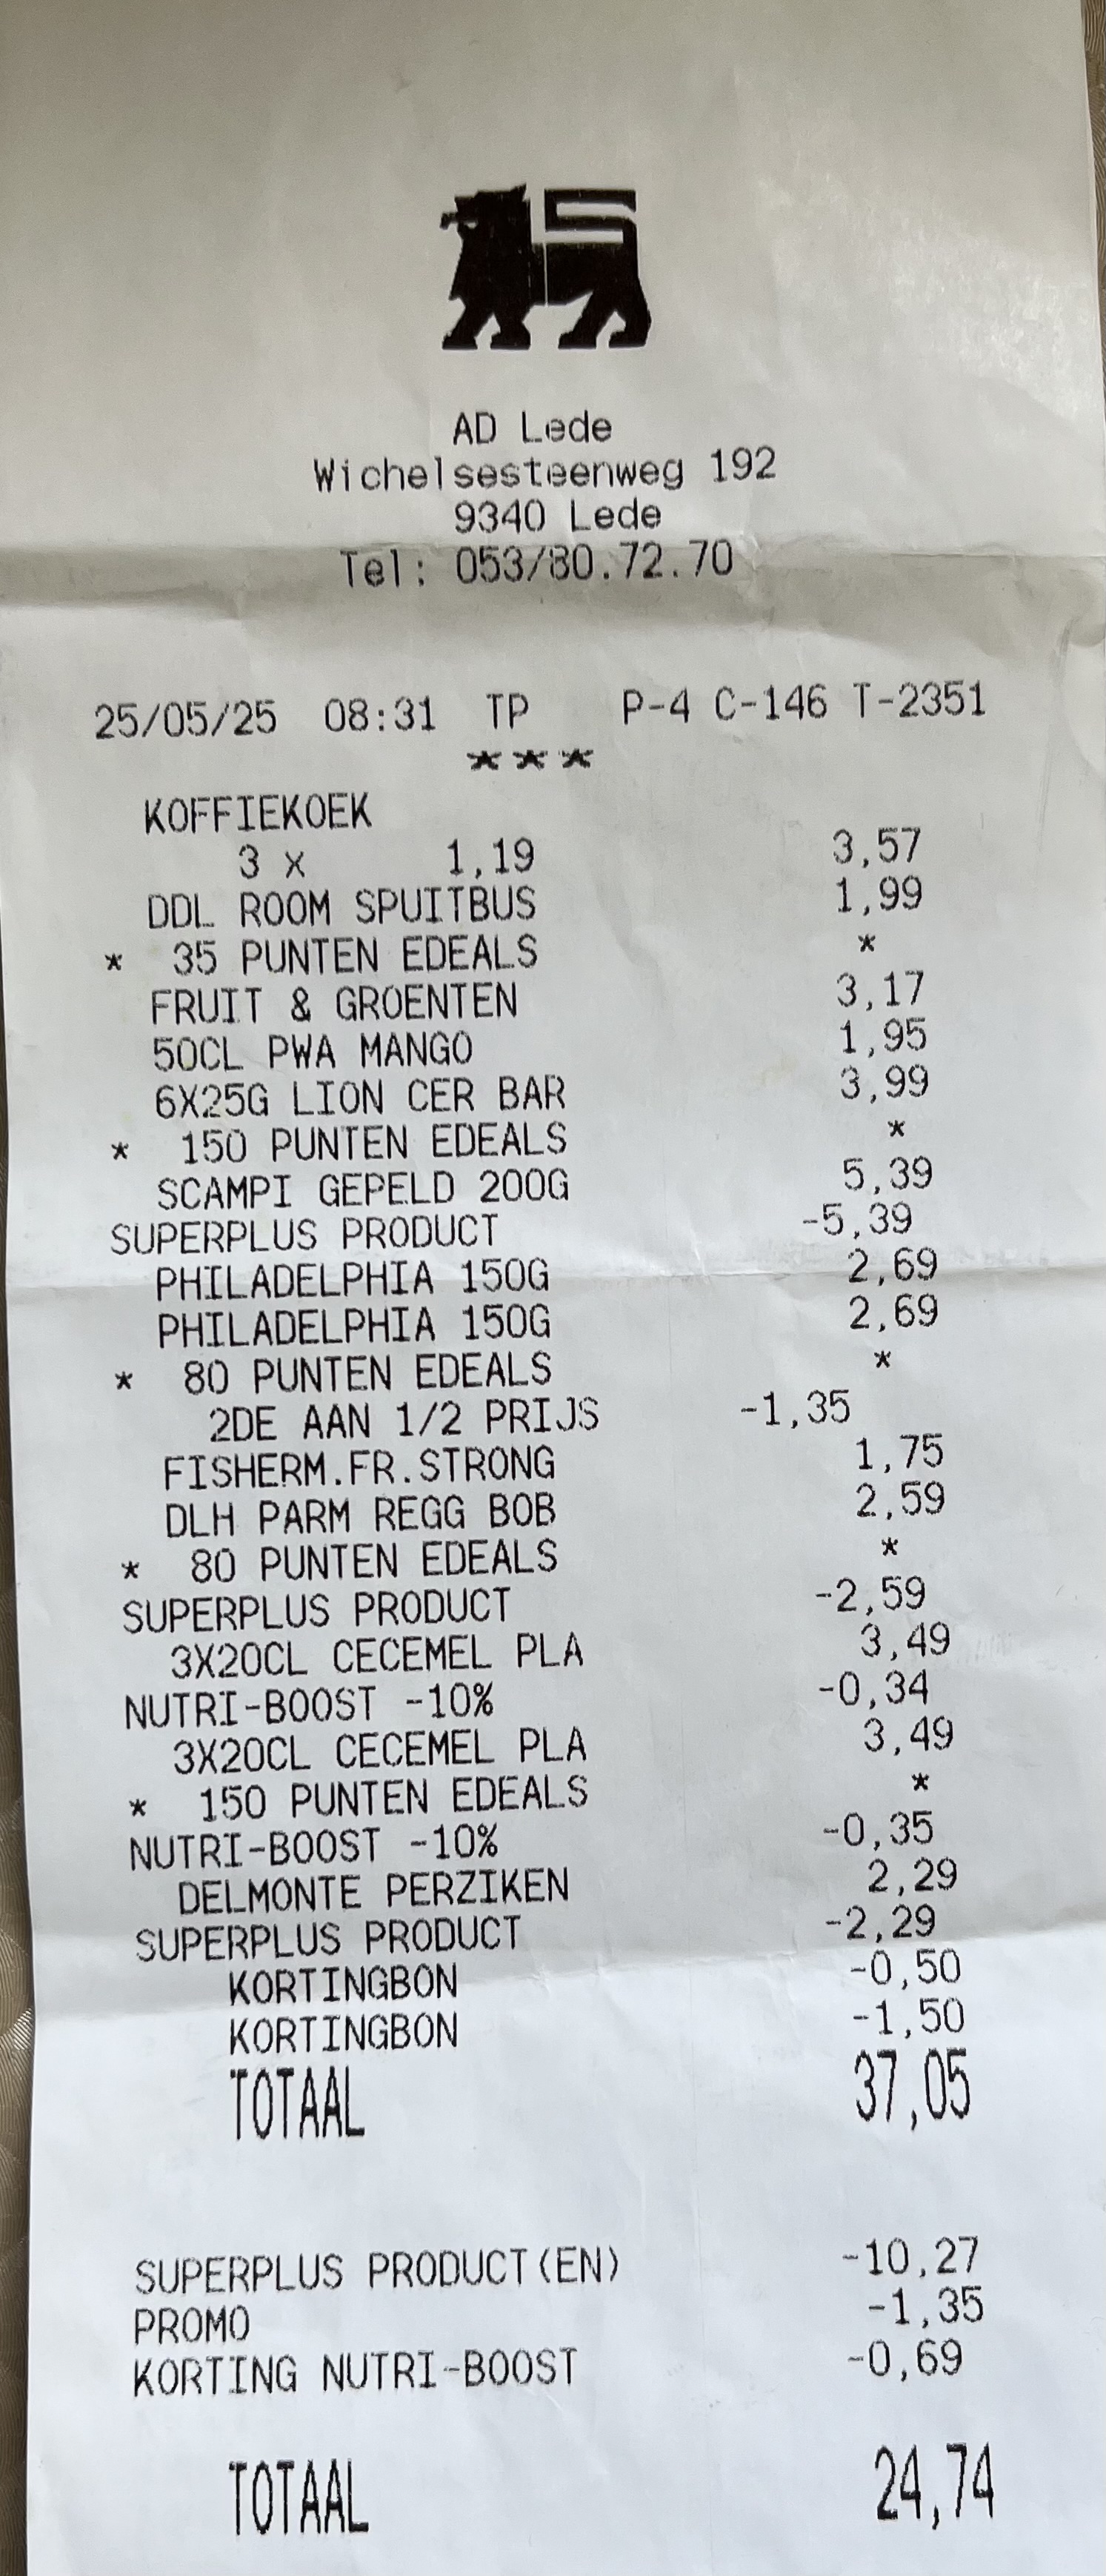 AD Lede
Wichelsesteenweg 192
9340 Lede
Tel: 053/80.72.70
25/05/25 08:31 TP P-4 C-146 T-2351
***
KOFFIEKOEK
3 x 1,19 3,57
DDL ROOM SPUITBUS 1,99
* 35 PUNTEN EDEALS *
FRUIT & GROENTEN 3,17
50CL PWA MANGO 1,95
6X25G LION CER BAR 3,99
* 150 PUNTEN EDEALS *
SCAMPI GEPELD 200G 5,39
SUPERPLUS PRODUCT -5,39
PHILADELPHIA 150G 2,69
PHILADELPHIA 150G 2,69
* 80 PUNTEN EDEALS *
2DE AAN 1/2 PRIJS -1,35
FISHERM.FR.STRONG 1,75
DLH PARM REGG BOB 2,59
* 80 PUNTEN EDEALS *
SUPERPLUS PRODUCT -2,59
3X20CL CECEMEL PLA 3,49
NUTRI-BOOST -10% -0,34
3X20CL CECEMEL PLA 3,49
* 150 PUNTEN EDEALS *
NUTRI-BOOST -10% -0,35
DELMONTE PERZIKEN 2,29
SUPERPLUS PRODUCT -2,29
KORTINGBON -0,50
KORTINGBON -1,50
TOTAAL 37,05
SUPERPLUS PRODUCT(EN) -10,27
PROMO -1,35
KORTING NUTRI-BOOST -0,69
TOTAAL 24,74